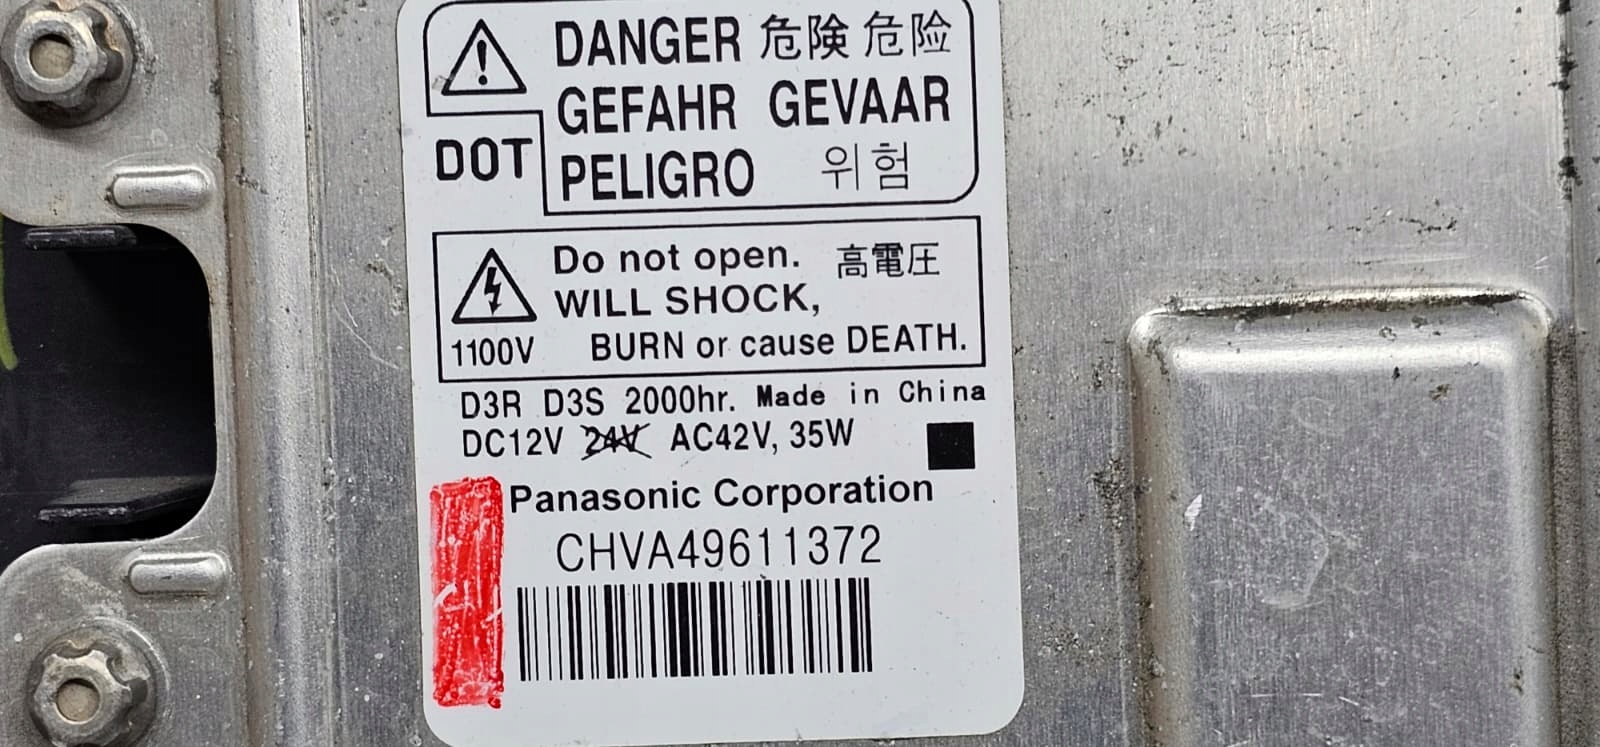 DANGER 危険 危险
GEFAHR GEVAAR
DOT PELIGRO 위험
Do not open. 高電圧
WILL SHOCK,
1100V BURN or cause DEATH.
D3R D3S 2000hr. Made in China
DC12V 24V AC42V, 35W
Panasonic Corporation
CHVA49611372